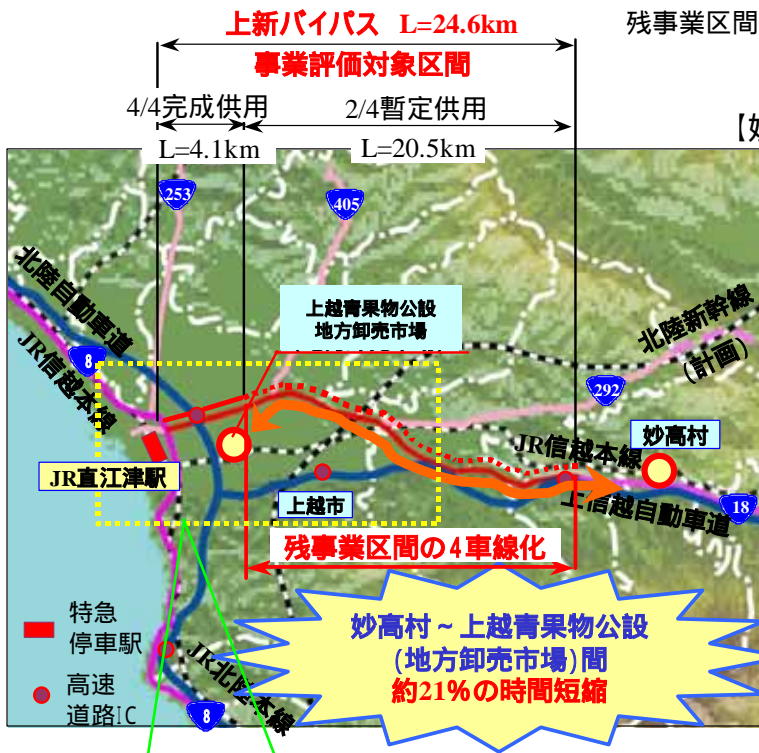 上新バイパス L=24.6km
残事業区間
事業評価対象区間
4/4完成供用
2/4暫定供用
L=4.1km
L=20.5km
253
405
北陸自動車道
JR信越本線
8
上越青果物公設
地方卸売市場
北陸新幹線
(計画)
292
JR信越本線
妙高村
JR直江津駅
上越市
上信越自動車道
18
残事業区間の4車線化
特急
停車駅
高速
道路IC
JR北陸本線
8
妙高村～上越青果物公設
(地方卸売市場)間
約21%の時間短縮